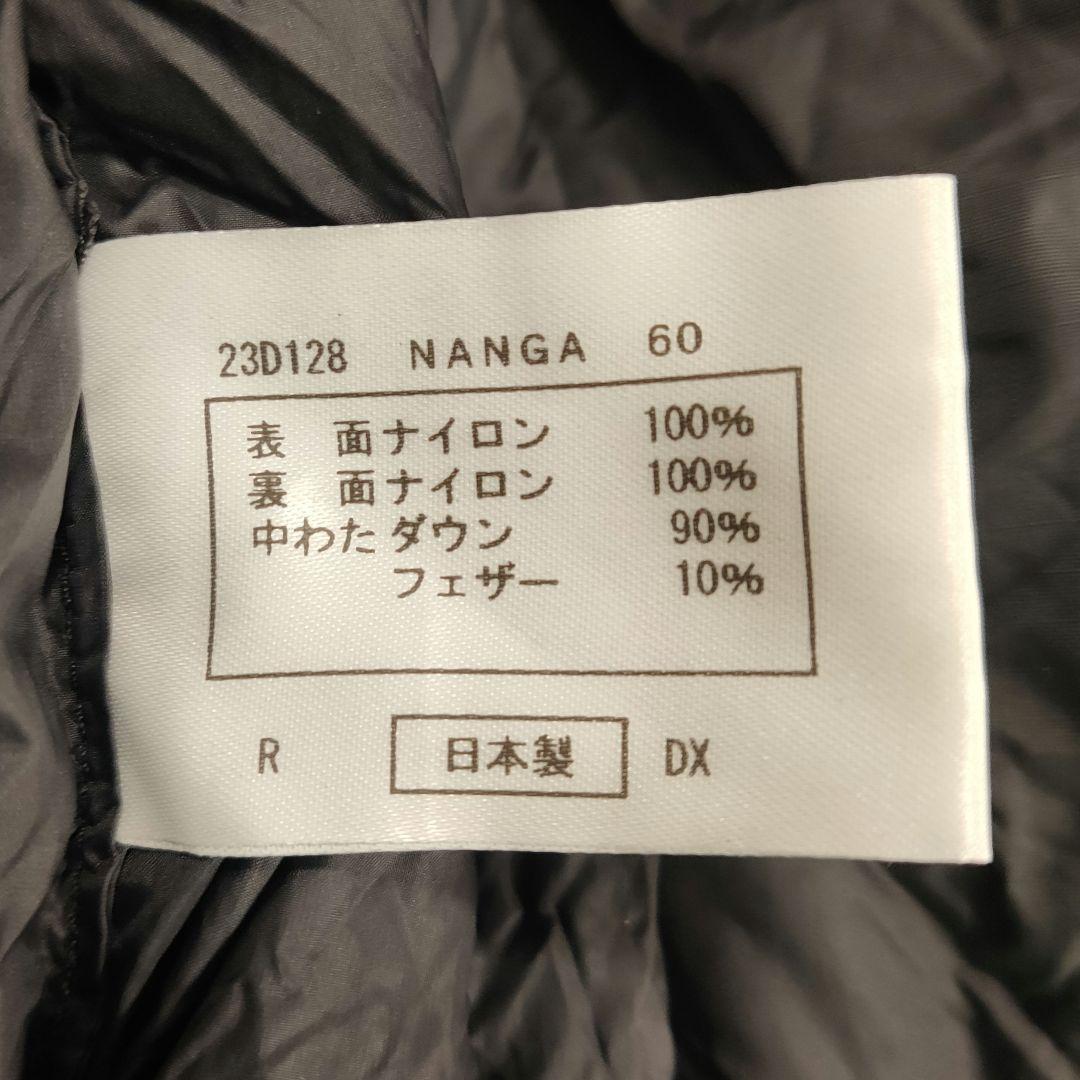 23D128 NANGA 60
表 面 ナイロン 100%
裏 面 ナイロン 100%
中わた ダウン 90%
フェザー 10%
R 日本製 DX